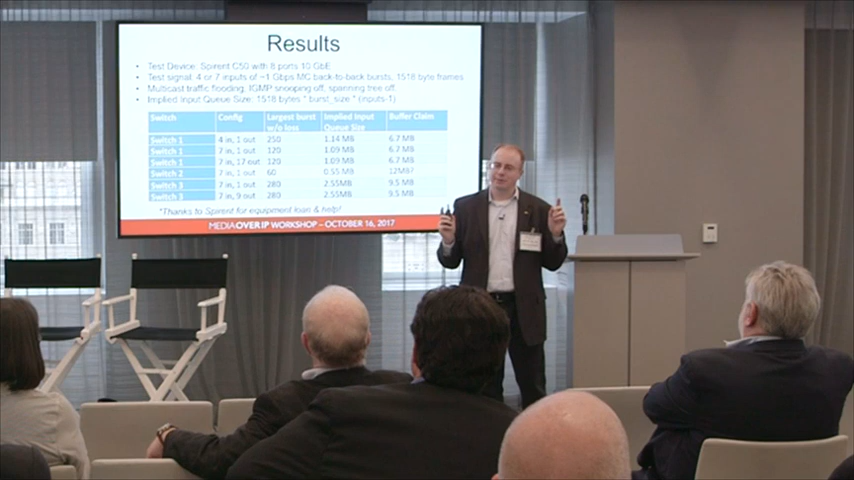 Results
• Test Device: Spirent C50 with 8 ports 10 GbE
• Test signal: 4 or 7 inputs of ~1 Gbps MC back-to-back bursts, 1518 byte frames
• Multicast traffic flooding, IGMP snooping off, spanning tree off
• Implied Input Queue Size: 1518 bytes * burst_size * (inputs-1)
Switch Config Largest burst w/o loss Implied Input Queue Size Buffer Claim
Switch 1 4 in, 1 out 250 1.14 MB 6.7 MB
Switch 1 7 in, 1 out 120 1.09 MB 6.7 MB
Switch 1 7 in, 17 out 120 1.09 MB 6.7 MB
Switch 2 7 in, 1 out 60 0.55 MB 12MB?
Switch 3 7 in, 1 out 280 2.55MB 9.5 MB
Switch 3 7 in, 9 out 280 2.55MB 9.5 MB
*Thanks to Spirent for equipment loan & help!
MEDIA OVER IP WORKSHOP – OCTOBER 16, 2017